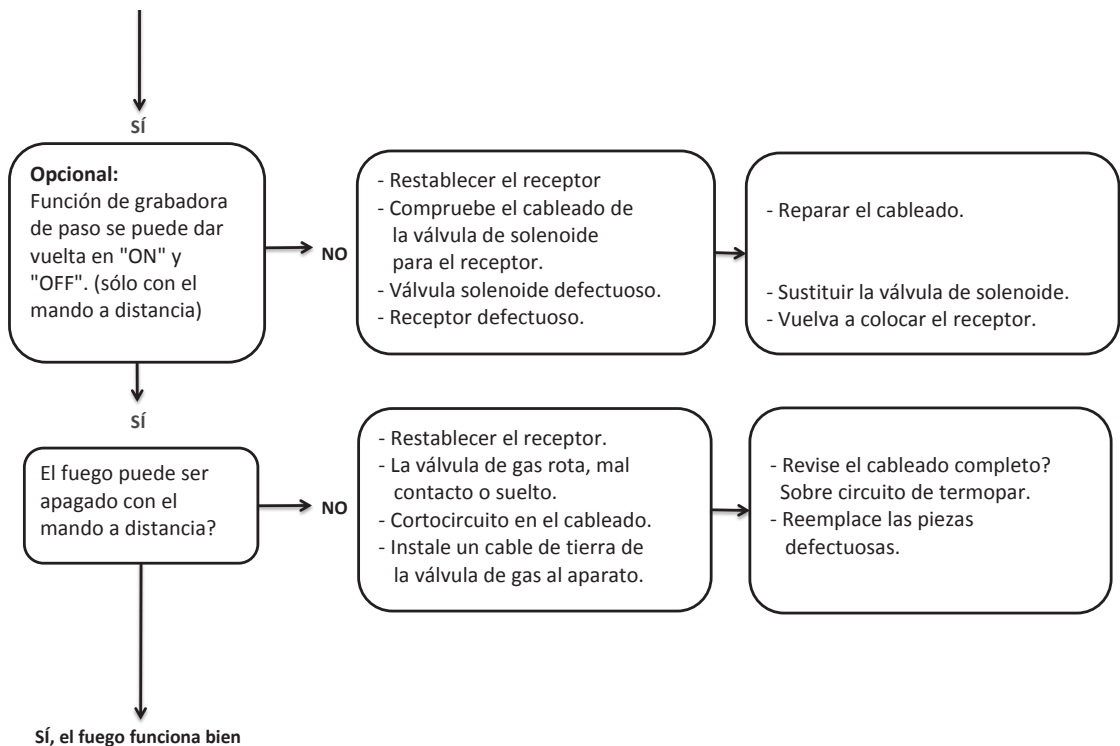 SÍ
Opcional:
Función de grabadora
de paso se puede dar
vuelta en "ON" y
"OFF". (sólo con el
mando a distancia)
NO
- Restablecer el receptor
- Compruebe el cableado de
la válvula de solenoide
para el receptor.
- Válvula solenoide defectuoso.
- Receptor defectuoso.
- Reparar el cableado.
- Sustituir la válvula de solenoide.
- Vuelva a colocar el receptor.
SÍ
El fuego puede ser
apagado con el
mando a distancia?
NO
- Restablecer el receptor.
- La válvula de gas rota, mal
contacto o suelto.
- Cortocircuito en el cableado.
- Instale un cable de tierra de
la válvula de gas al aparato.
- Revise el cableado completo?
Sobre circuito de termopar.
- Reemplace las piezas
defectuosas.
SÍ, el fuego funciona bien